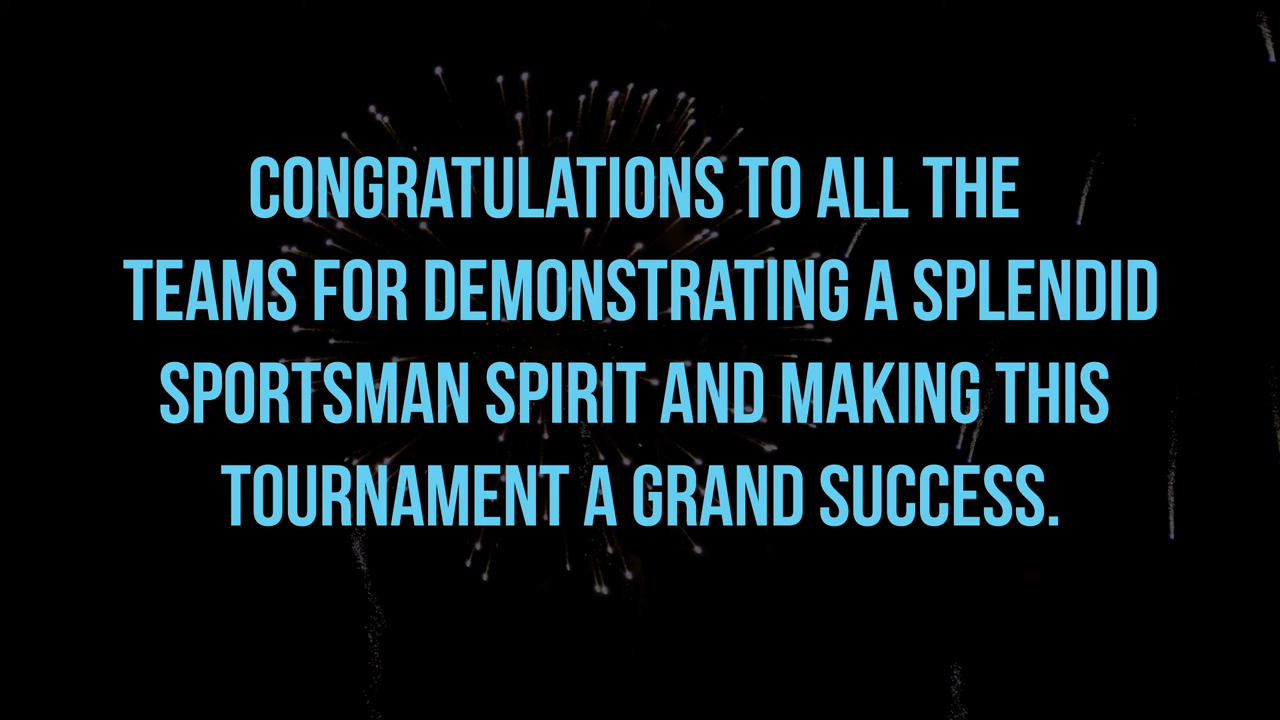 CONGRATULATIONS TO ALL THE
TEAMS FOR DEMONSTRATING A SPLENDID
SPORTSMAN SPIRIT AND MAKING THIS
TOURNAMENT A GRAND SUCCESS.